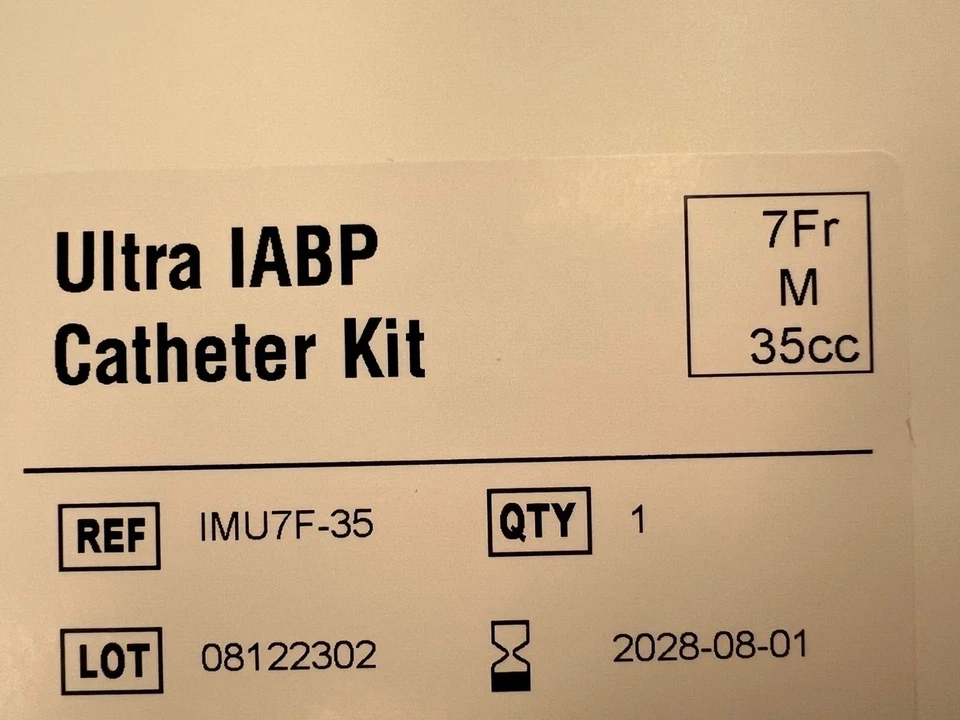 Ultra IABP
Catheter Kit
7Fr
M
35cc
REF IMU7F-35 QTY 1
LOT 08122302 2028-08-01